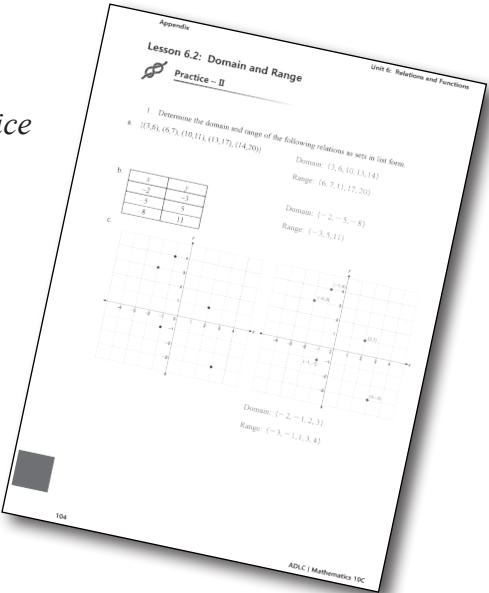 ice
Appendix
Unit 6: Relations and Functions
Lesson 6.2: Domain and Range
Practice – II
1. Determine the domain and range of the following relations as sets in list form.
a. {(3,6), (6,7), (10,11), (13,17), (14,20)}
Domain: {3, 6, 10, 13, 14}
Range: {6, 7, 11, 17, 20}
b.
x y
−2 −3
−5 5
−8 11
Domain: {−2, −5, −8}
Range: {−3, 5, 11}
c.
Domain: {−2, −1, 2, 3}
Range: {−3, −1, 1, 3, 4}
104
ADLC | Mathematics 10C